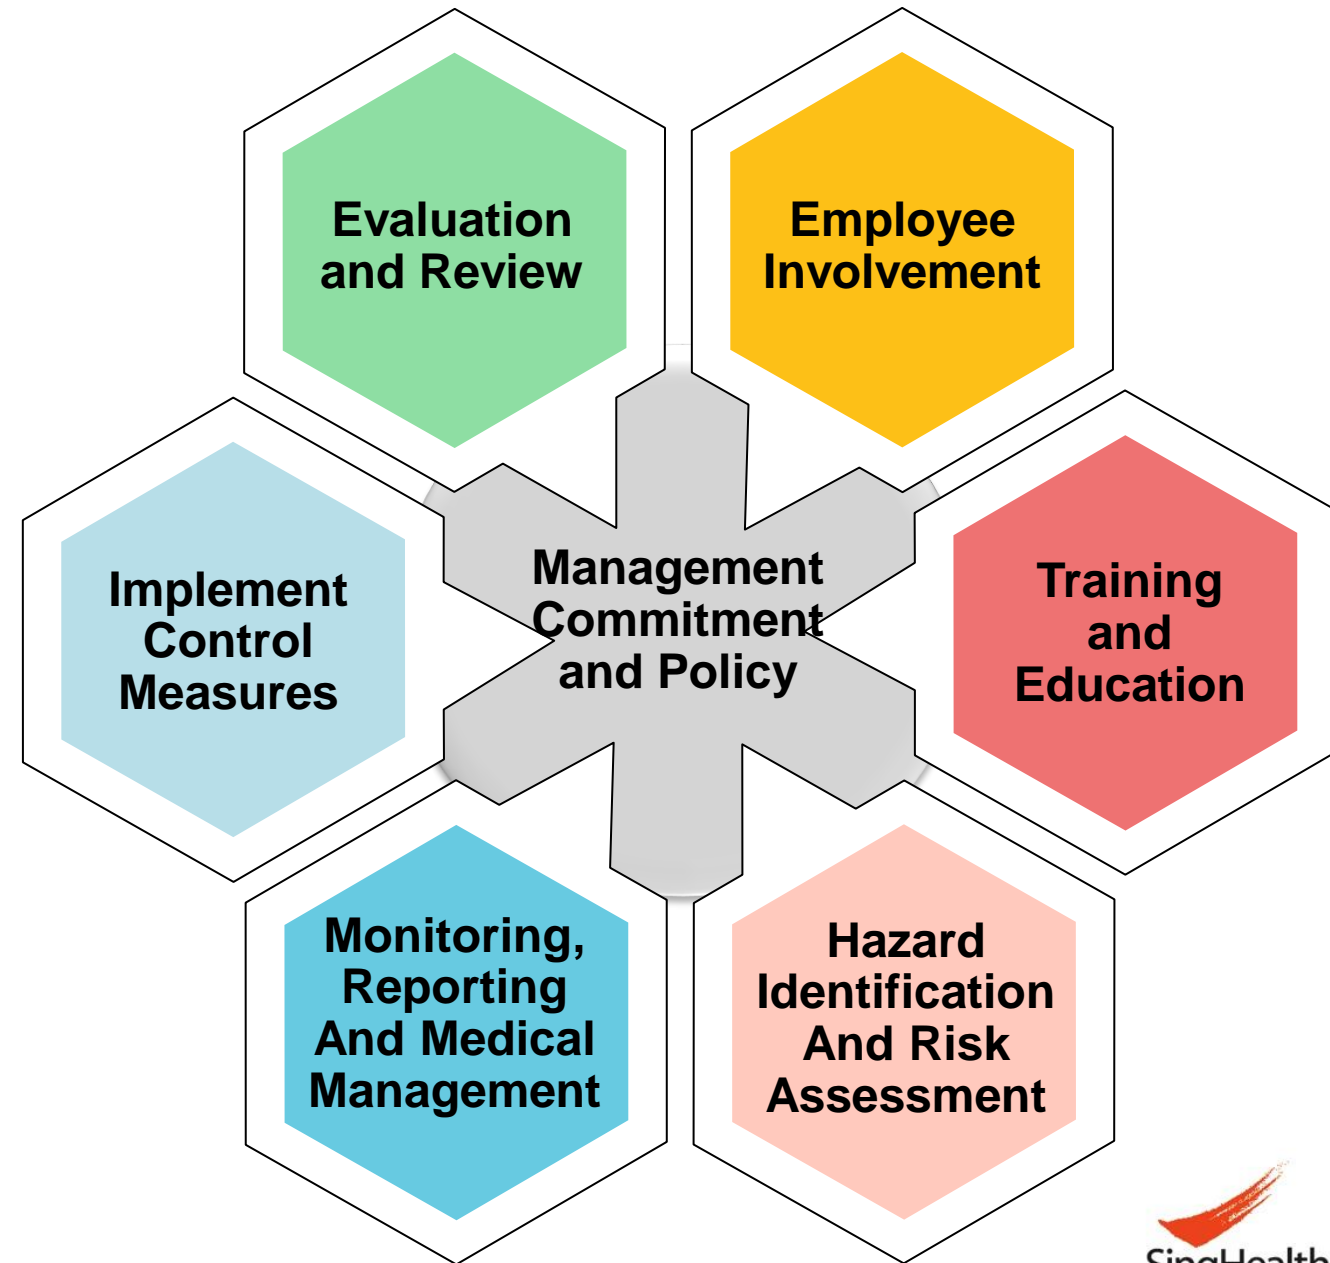 Evaluation
and Review
Employee
Involvement
Implement
Control
Measures
Management
Commitment
and Policy
Training
and
Education
Monitoring,
Reporting
And Medical
Management
Hazard
Identification
And Risk
Assessment
SingHealth